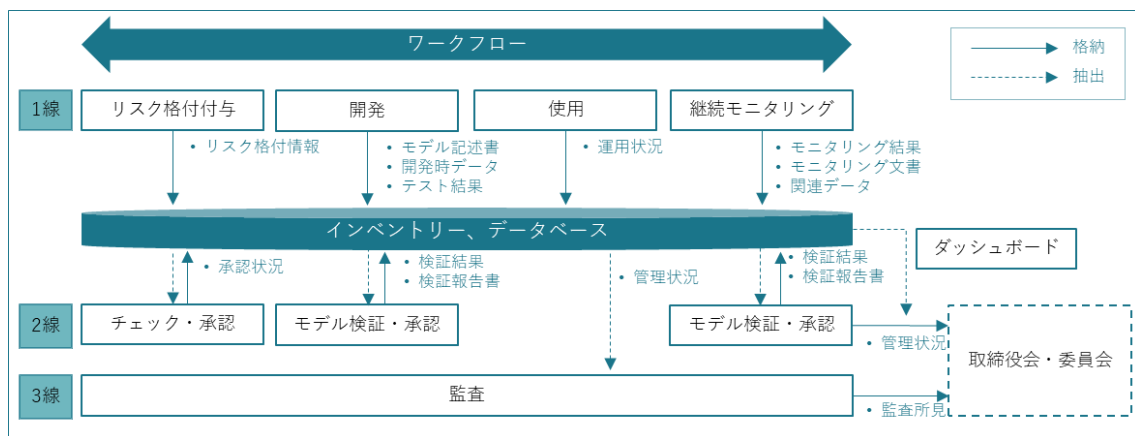 ワークフロー
格納
抽出
1線
リスク格付付与
開発
使用
継続モニタリング
• リスク格付情報
• モデル記述書
• 開発時データ
• テスト結果
• 運用状況
• モニタリング結果
• モニタリング文書
• 関連データ
インベントリー、データベース
ダッシュボード
• 承認状況
• 検証結果
• 検証報告書
• 管理状況
• 検証結果
• 検証報告書
2線
チェック・承認
モデル検証・承認
モデル検証・承認
• 管理状況
取締役会・委員会
3線
監査
• 監査所見